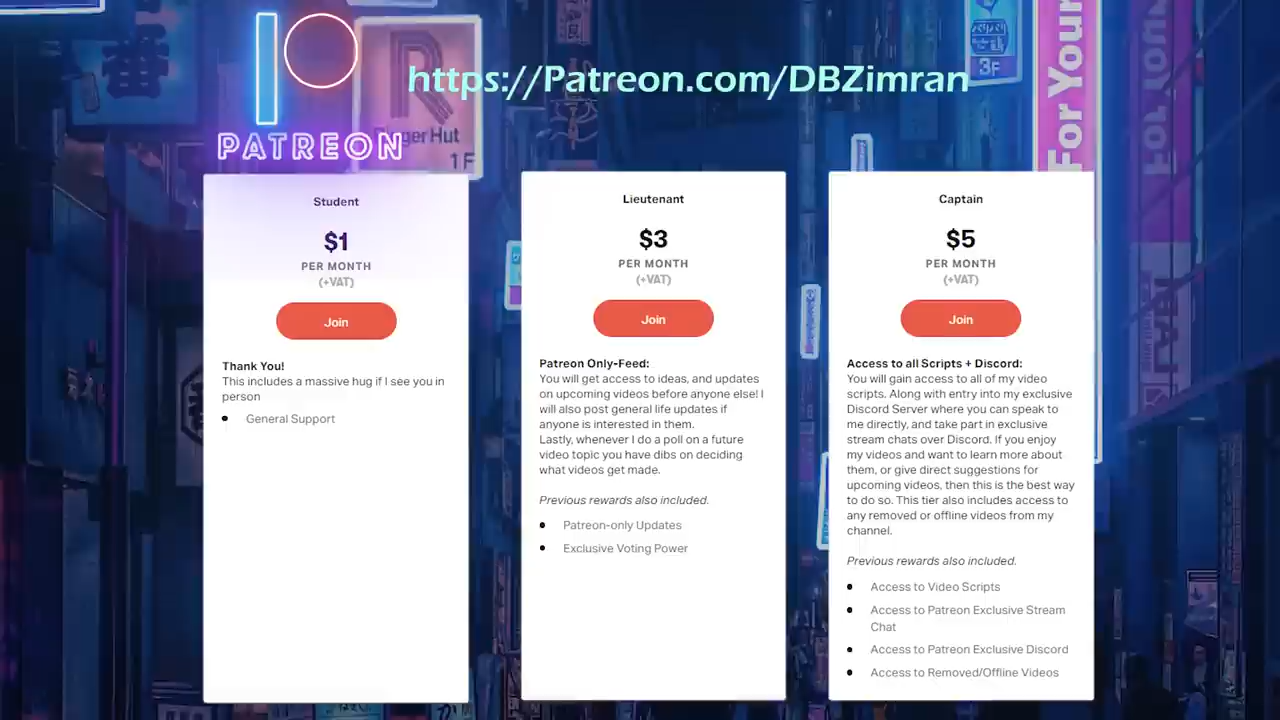 https://Patreon.com/DBZimran
PATREON
R
gerHut
1F
3F
For Your
番
Student
$1
PER MONTH
(+VAT)
Join
Thank You!
This includes a massive hug if I see you in
person
General Support
Lieutenant
$3
PER MONTH
(+VAT)
Join
Patreon Only-Feed:
You will get access to ideas, and updates
on upcoming videos before anyone else! I
will also post general life updates if
anyone is interested in them.
Lastly, whenever I do a poll on a future
video topic you have dibs on deciding
what videos get made.
Previous rewards also included.
Patreon-only Updates
Exclusive Voting Power
Captain
$5
PER MONTH
(+VAT)
Join
Access to all Scripts + Discord:
You will gain access to all of my video
scripts. Along with entry into my exclusive
Discord Server where you can speak to
me directly, and take part in exclusive
stream chats over Discord. If you enjoy
my videos and want to learn more about
them, or give direct suggestions for
upcoming videos, then this is the best way
to do so. This tier also includes access to
any removed or offline videos from my
channel.
Previous rewards also included.
Access to Video Scripts
Access to Patreon Exclusive Stream
Chat
Access to Patreon Exclusive Discord
Access to Removed/Offline Videos